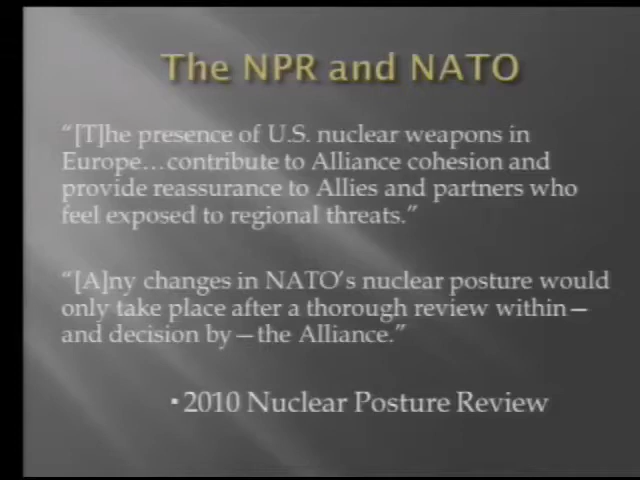 The NPR and NATO
“[T]he presence of U.S. nuclear weapons in
Europe…contribute to Alliance cohesion and
provide reassurance to Allies and partners who
feel exposed to regional threats.”
“[A]ny changes in NATO’s nuclear posture would
only take place after a thorough review within—
and decision by—the Alliance.”
▪ 2010 Nuclear Posture Review